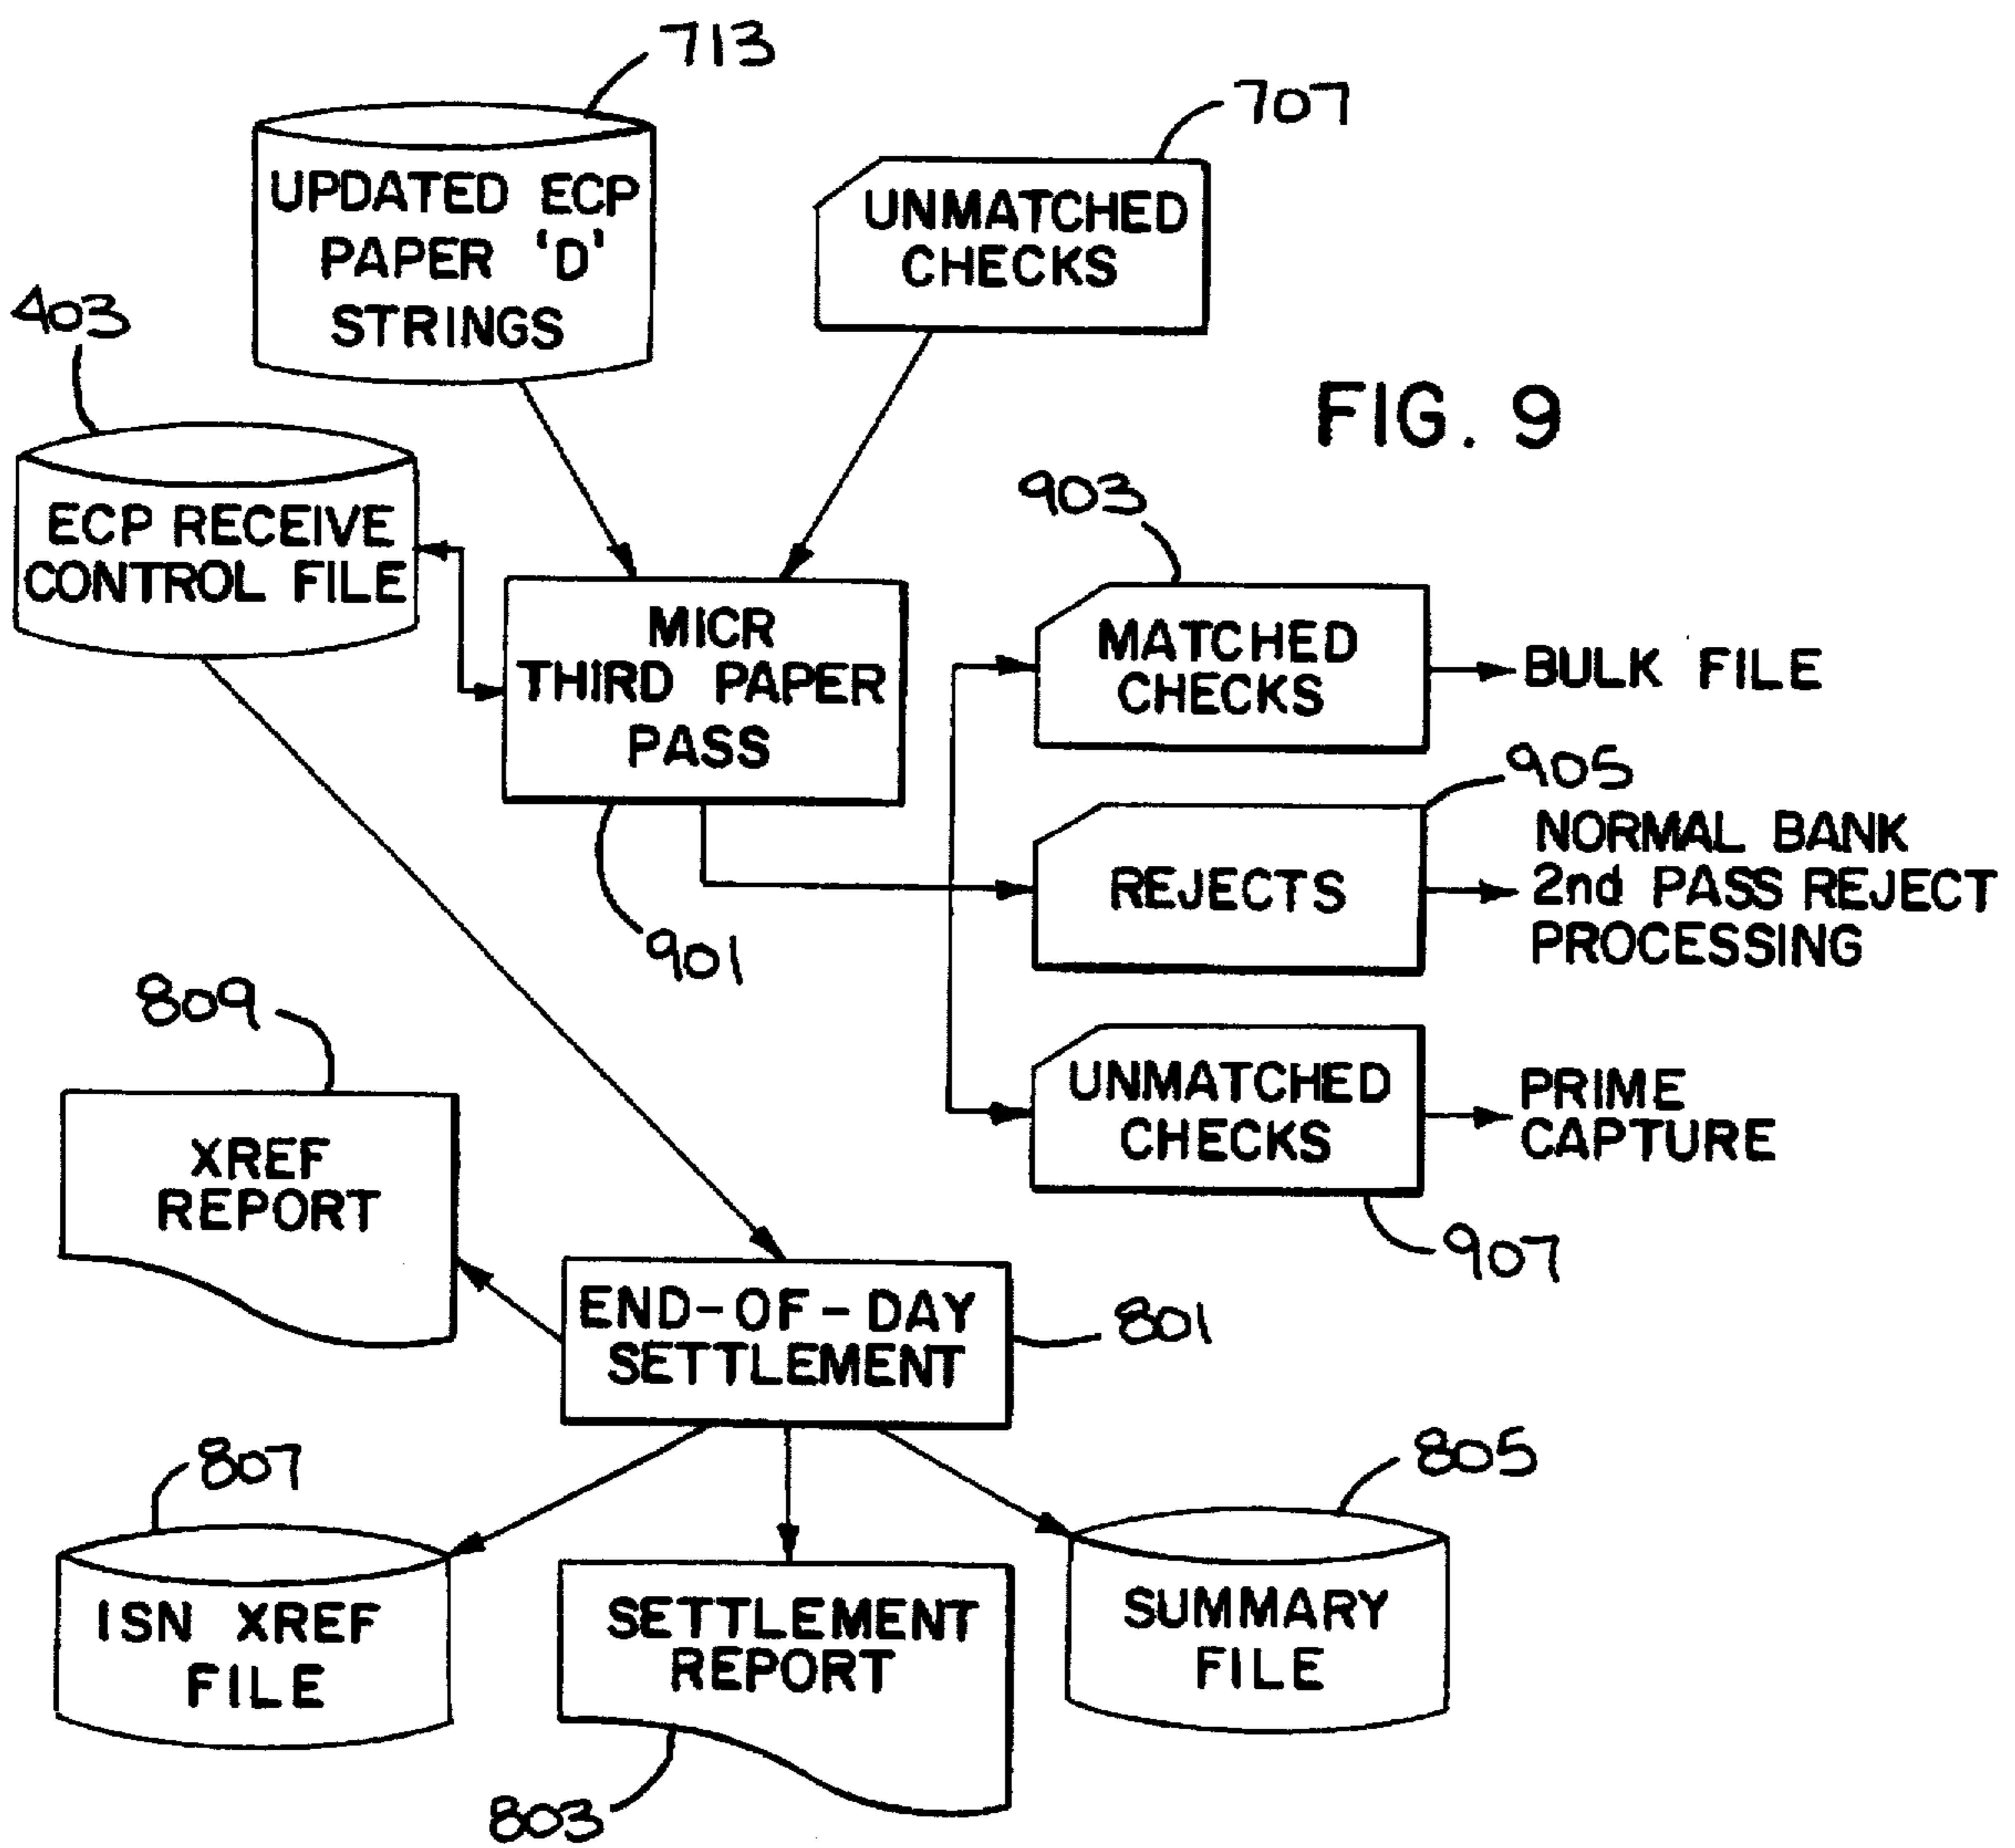 713
707
UPDATED ECP
PAPER 'D'
STRINGS
UNMATCHED
CHECKS
403
FIG. 9
ECP RECEIVE
CONTROL FILE
903
MICR
THIRD PAPER
PASS
MATCHED
CHECKS
BULK FILE
905
REJECTS
NORMAL BANK
2nd PASS REJECT
PROCESSING
901
809
UNMATCHED
CHECKS
PRIME
CAPTURE
XREF
REPORT
907
END-OF-DAY
SETTLEMENT
801
807
805
ISN XREF
FILE
SETTLEMENT
REPORT
SUMMARY
FILE
803